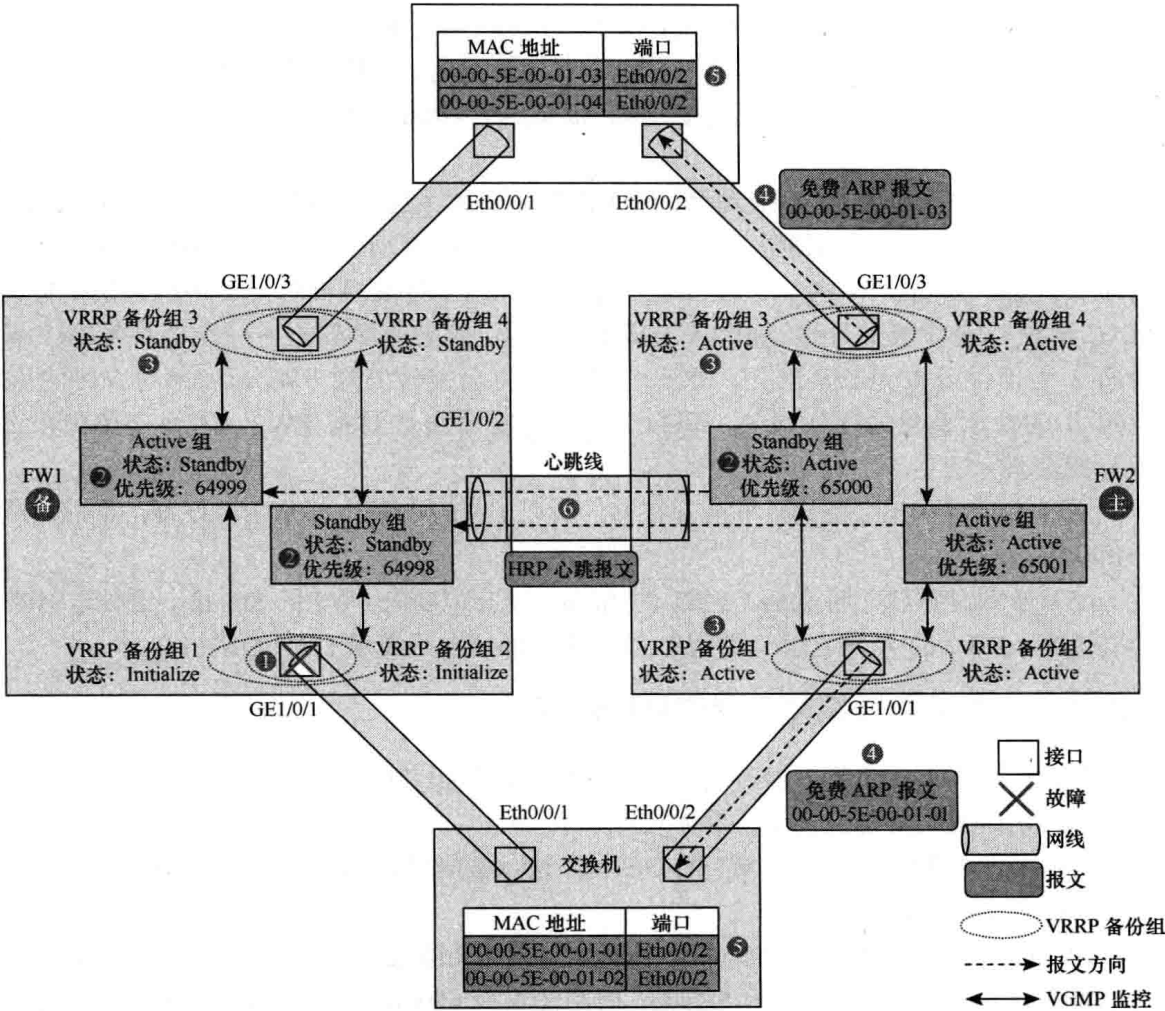 MAC 地址 端口
00-00-5E-00-01-03 Eth0/0/2
00-00-5E-00-01-04 Eth0/0/2
❺
Eth0/0/1
Eth0/0/2
❹
免费 ARP 报文
00-00-5E-00-01-03
GE1/0/3
GE1/0/3
VRRP 备份组 3
状态：Standby
❸
VRRP 备份组 4
状态：Standby
VRRP 备份组 3
状态：Active
❸
VRRP 备份组 4
状态：Active
GE1/0/2
FW1
备
Active 组
❷ 状态：Standby
优先级：64999
Standby 组
❷ 状态：Standby
优先级：64998
心跳线
❻
HRP 心跳报文
Standby 组
❷ 状态：Active
优先级：65000
Active 组
状态：Active
优先级：65001
FW2
主
VRRP 备份组 1
状态：Initialize
❶
VRRP 备份组 2
状态：Initialize
❸
VRRP 备份组 1
状态：Active
VRRP 备份组 2
状态：Active
GE1/0/1
GE1/0/1
❹
免费 ARP 报文
00-00-5E-00-01-01
Eth0/0/1
Eth0/0/2
交换机
MAC 地址 端口
00-00-5E-00-01-01 Eth0/0/2
00-00-5E-00-01-02 Eth0/0/2
❺
接口
故障
网线
报文
VRRP 备份组
报文方向
VGMP 监控